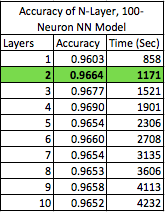 Accuracy of N-Layer, 100-
Neuron NN Model
Layers Accuracy Time (Sec)
1 0.9603 858
2 0.9664 1171
3 0.9677 1521
4 0.9690 1901
5 0.9654 2306
6 0.9660 2708
7 0.9654 3135
8 0.9653 3606
9 0.9658 4113
10 0.9652 4232